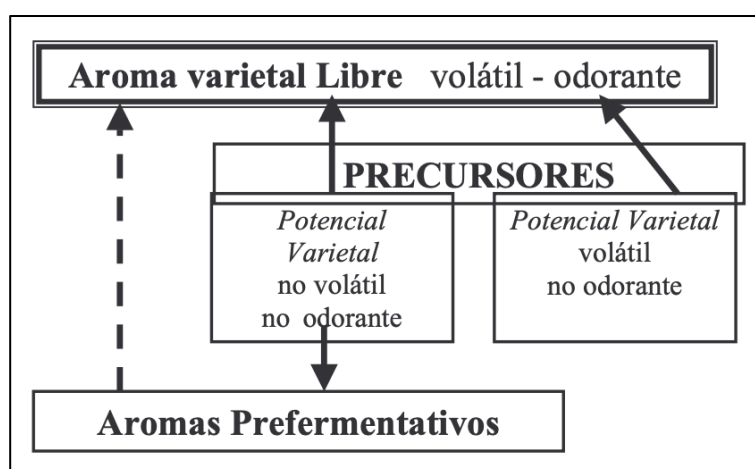 Aroma varietal Libre volátil - odorante
PRECURSORES
Potencial
Varietal
no volátil
no odorante
Potencial Varietal
volátil
no odorante
Aromas Prefermentativos